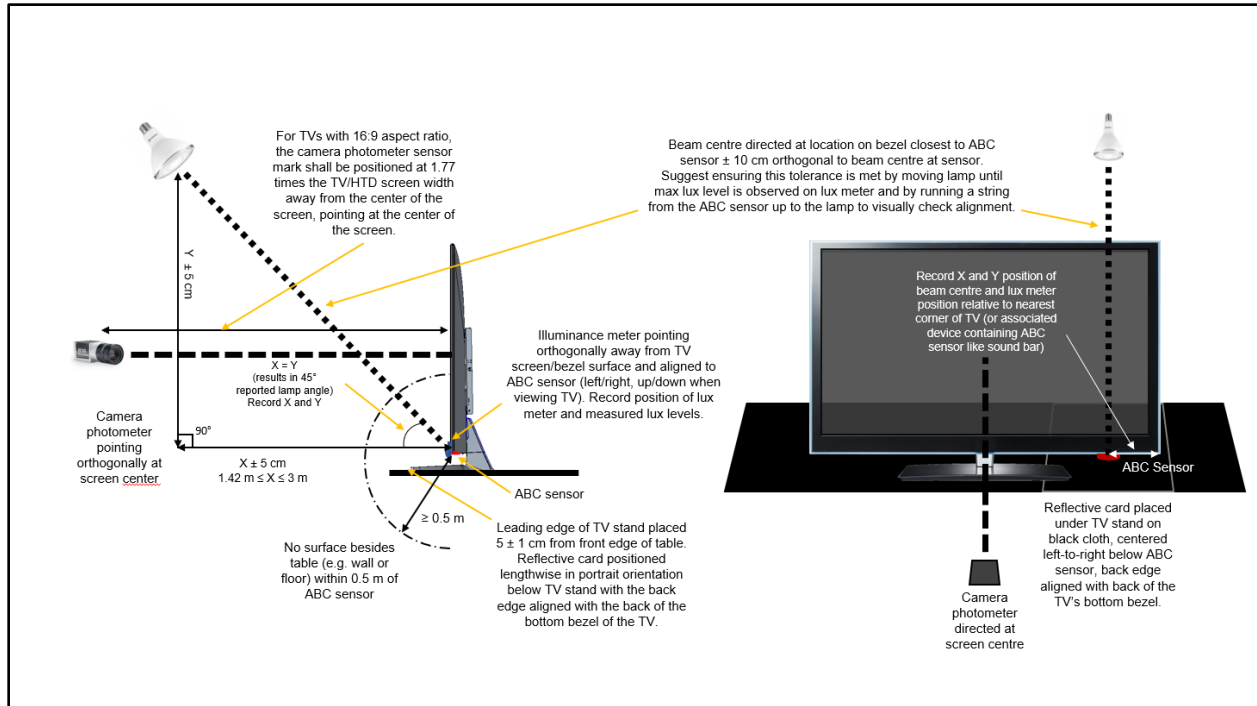 For TVs with 16:9 aspect ratio,
the camera photometer sensor
mark shall be positioned at 1.77
times the TV/HTD screen width
away from the center of the
screen, pointing at the center of
the screen.
Beam centre directed at location on bezel closest to ABC
sensor ± 10 cm orthogonal to beam centre at sensor.
Suggest ensuring this tolerance is met by moving lamp until
max lux level is observed on lux meter and by running a string
from the ABC sensor up to the lamp to visually check alignment.
Y ± 5 cm
X = Y
(results in 45°
reported lamp angle)
Record X and Y
Illuminance meter pointing
orthogonally away from TV
screen/bezel surface and aligned to
ABC sensor (left/right, up/down when
viewing TV). Record position of lux
meter and measured lux levels.
Record X and Y position of
beam centre and lux meter
position relative to nearest
corner of TV (or associated
device containing ABC
sensor like sound bar)
Camera
photometer
pointing
orthogonally at
screen center
90°
X ± 5 cm
1.42 m ≤ X ≤ 3 m
ABC sensor
≥ 0.5 m
No surface besides
table (e.g. wall or
floor) within 0.5 m of
ABC sensor
Leading edge of TV stand placed
5 ± 1 cm from front edge of table.
Reflective card positioned
lengthwise in portrait orientation
below TV stand with the back
edge aligned with the back of the
bottom bezel of the TV.
ABC Sensor
Camera
photometer
directed at
screen centre
Reflective card placed
under TV stand on
black cloth, centered
left-to-right below ABC
sensor, back edge
aligned with back of the
TV's bottom bezel.